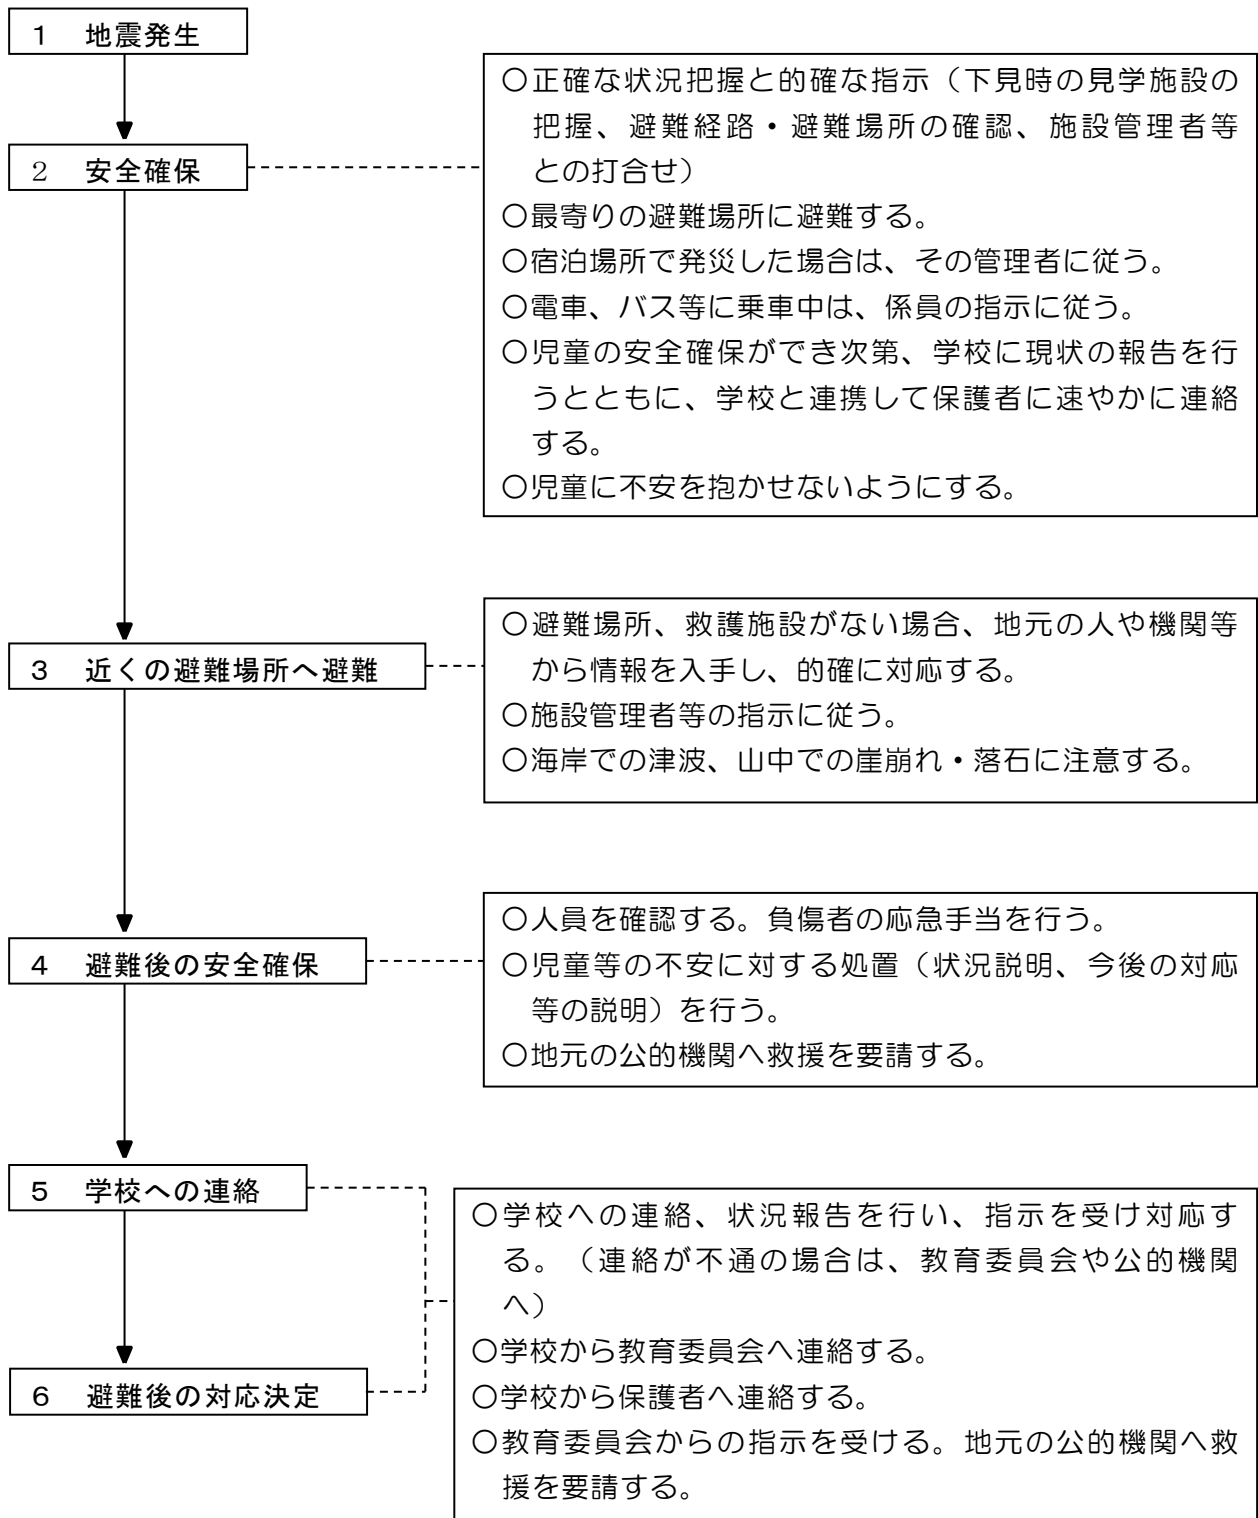 1 地震発生
2 安全確保
〇正確な状況把握と的確な指示（下見時の見学施設の
把握、避難経路・避難場所の確認、施設管理者等
との打合せ）
〇最寄りの避難場所に避難する。
〇宿泊場所で発災した場合は、その管理者に従う。
〇電車、バス等に乗車中は、係員の指示に従う。
〇児童の安全確保ができ次第、学校に現状の報告を行
うとともに、学校と連携して保護者に速やかに連絡
する。
〇児童に不安を抱かせないようにする。
3 近くの避難場所へ避難
〇避難場所、救護施設がない場合、地元の人や機関等
から情報を入手し、的確に対応する。
〇施設管理者等の指示に従う。
〇海岸での津波、山中での崖崩れ・落石に注意する。
4 避難後の安全確保
〇人員を確認する。負傷者の応急手当を行う。
〇児童等の不安に対する処置（状況説明、今後の対応
等の説明）を行う。
〇地元の公的機関へ救援を要請する。
5 学校への連絡
6 避難後の対応決定
〇学校への連絡、状況報告を行い、指示を受け対応す
る。（連絡が不通の場合は、教育委員会や公的機関
へ）
〇学校から教育委員会へ連絡する。
〇学校から保護者へ連絡する。
〇教育委員会からの指示を受ける。地元の公的機関へ救
援を要請する。